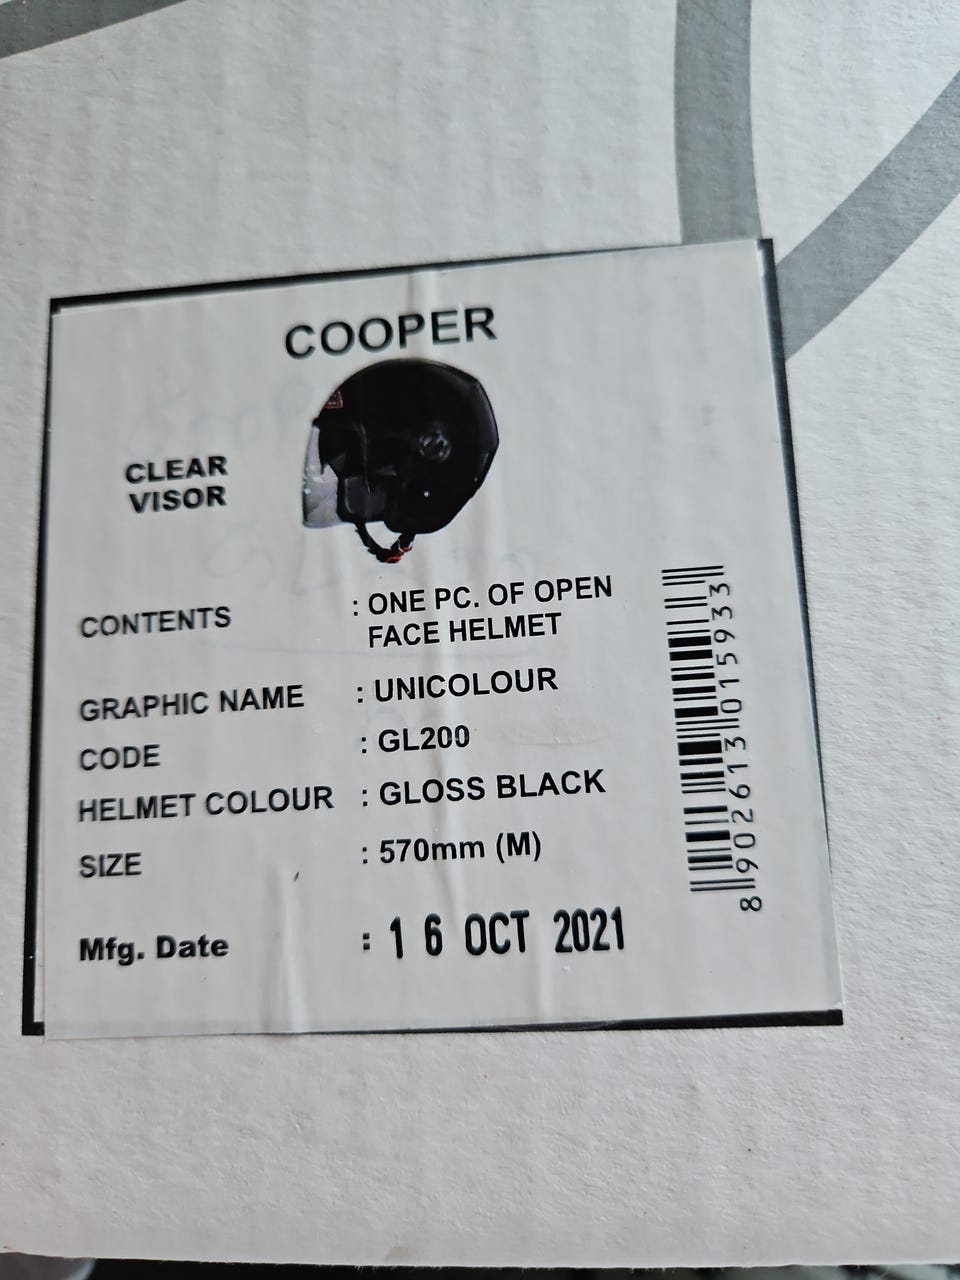 COOPER
CLEAR
VISOR
CONTENTS : ONE PC. OF OPEN
FACE HELMET
GRAPHIC NAME : UNICOLOUR
CODE : GL200
HELMET COLOUR : GLOSS BLACK
SIZE : 570mm (M)
Mfg. Date : 16 OCT 2021
8902613015933